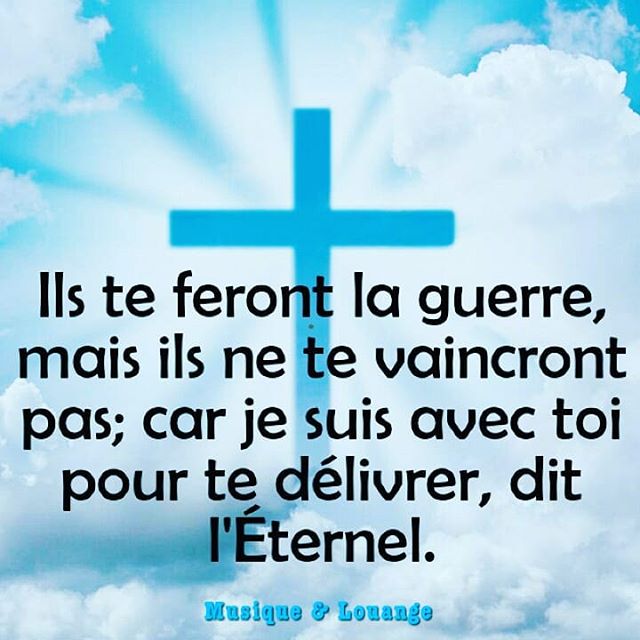 Ils te feront la guerre,
mais ils ne te vaincront
pas; car je suis avec toi
pour te délivrer, dit
l'Éternel.
Musique & Louange